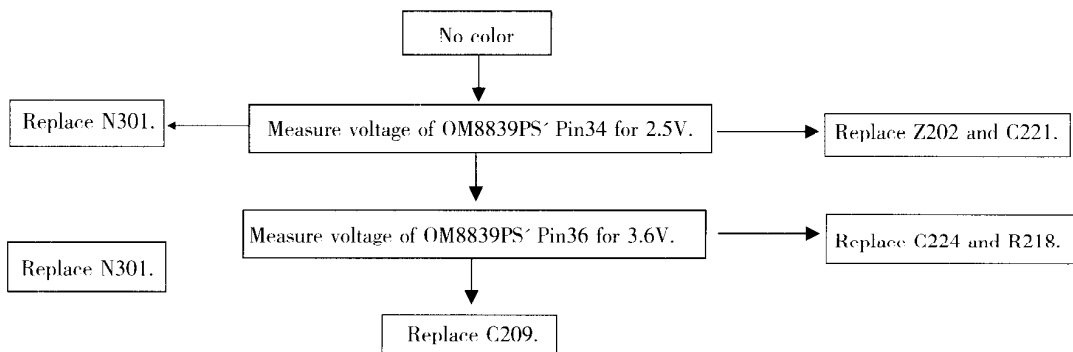 No color
Replace N301.
Measure voltage of OM8839PS´ Pin34 for 2.5V.
Replace Z202 and C221.
Measure voltage of OM8839PS´ Pin36 for 3.6V.
Replace C224 and R218.
Replace N301.
Replace C209.